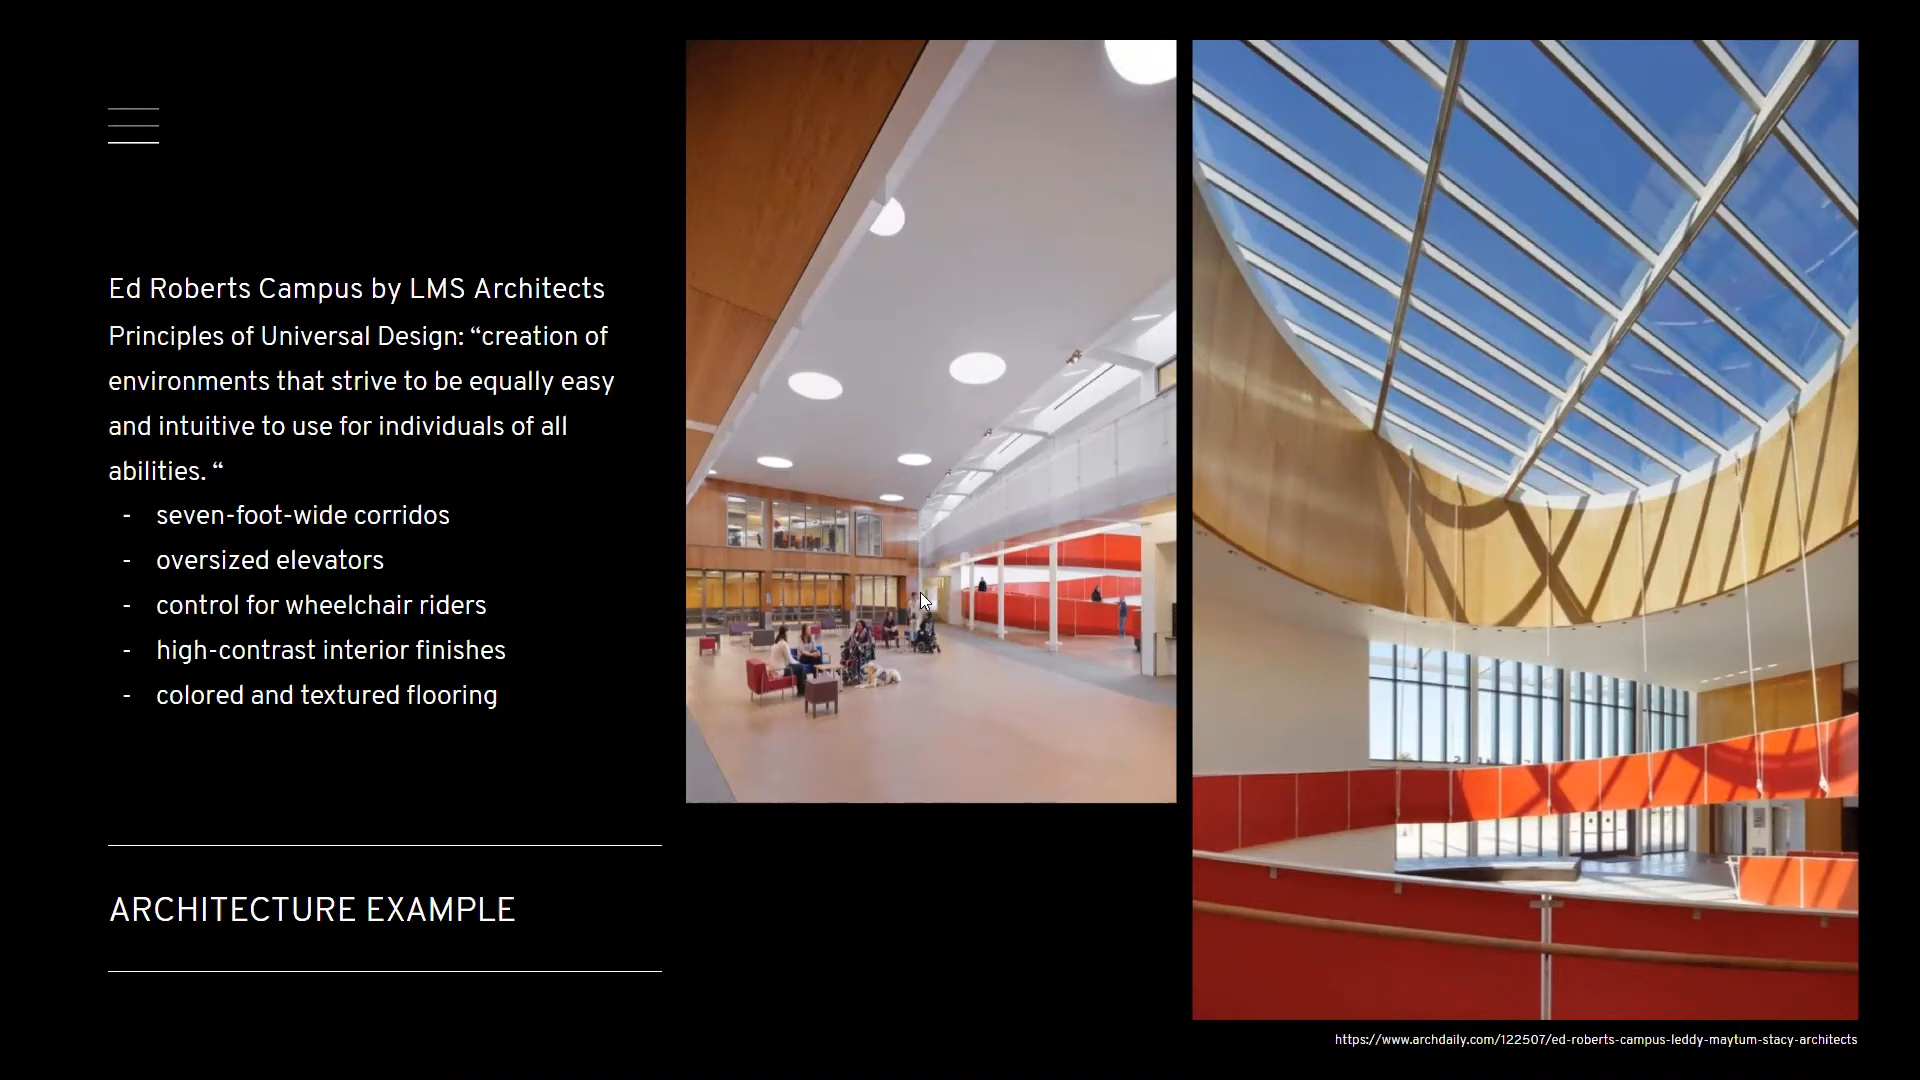 Ed Roberts Campus by LMS Architects
Principles of Universal Design: “creation of
environments that strive to be equally easy
and intuitive to use for individuals of all
abilities. “
- seven-foot-wide corridos
- oversized elevators
- control for wheelchair riders
- high-contrast interior finishes
- colored and textured flooring
ARCHITECTURE EXAMPLE
https://www.archdaily.com/122507/ed-roberts-campus-leddy-maytum-stacy-architects